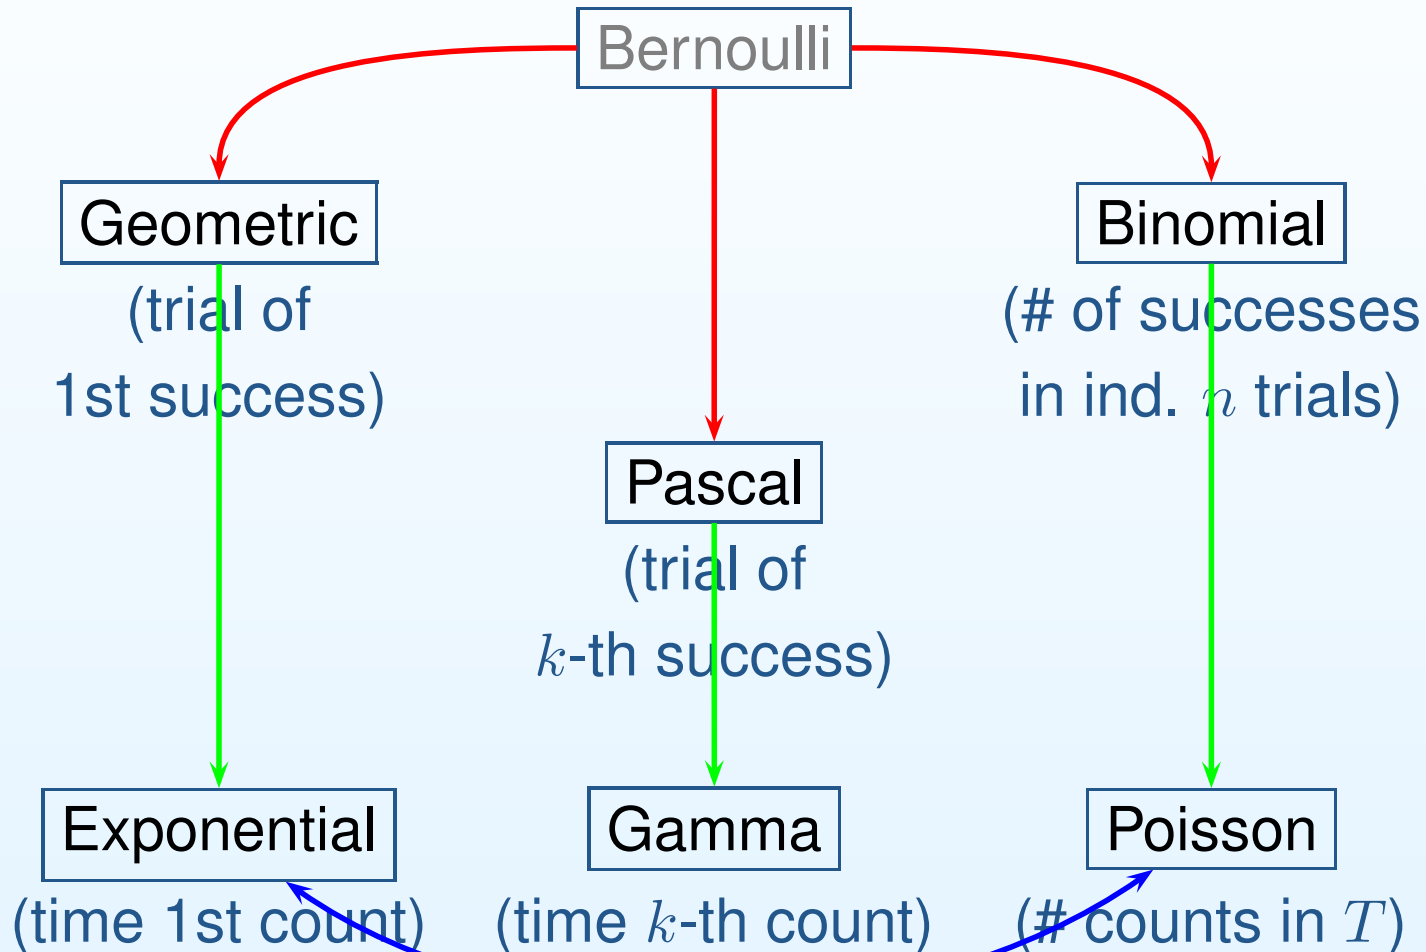 Bernoulli
Geometric
(trial of
1st success)
Binomial
(# of successes
in ind. n trials)
Pascal
(trial of
k-th success)
Exponential
(time 1st count)
Gamma
(time k-th count)
Poisson
(# counts in T)